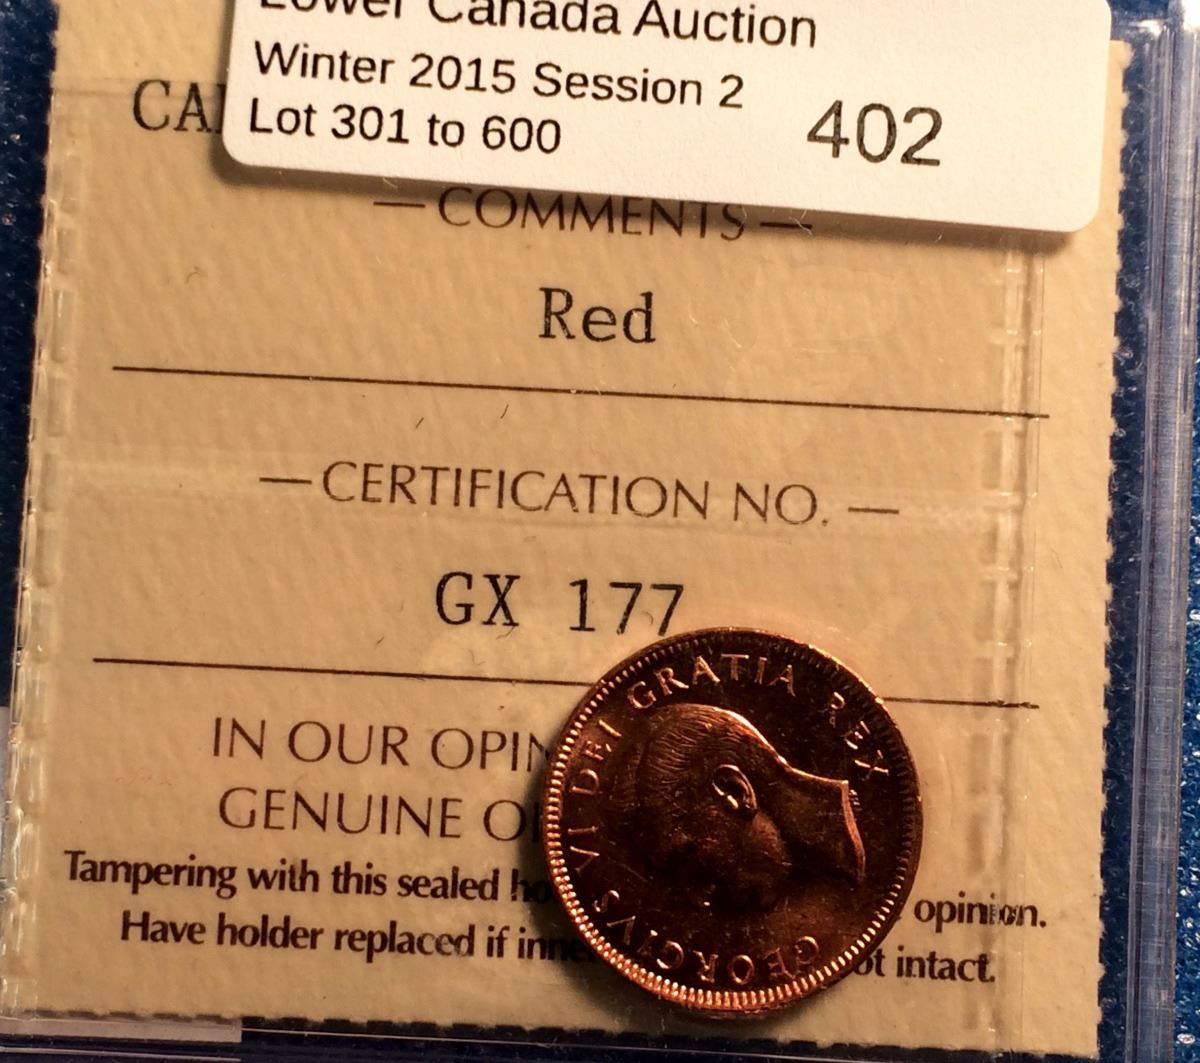 Lower Canada Auction
Winter 2015 Session 2
Lot 301 to 600
402
CA
— COMMENTS —
Red
— CERTIFICATION NO. —
GX 177
IN OUR OPIN
GENUINE O
Tampering with this sealed ho
opinion.
Have holder replaced if inne
ot intact.
GEORGIVS VI DEI GRATIA REX